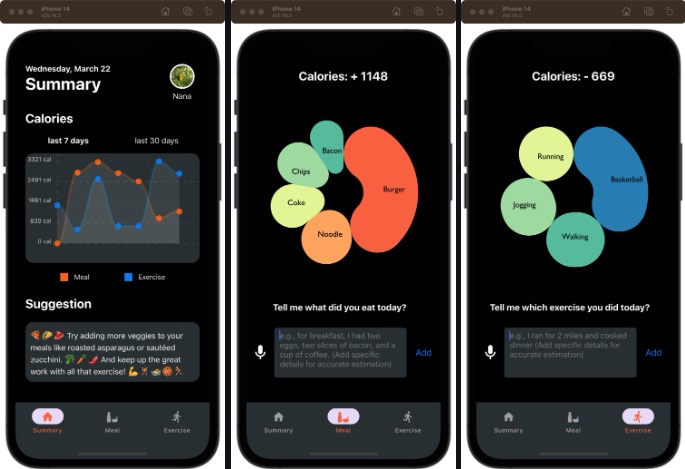 iPhone 14
iOS 16.2
Wednesday, March 22
Summary
Nana
Calories
last 7 days
last 30 days
3321 cal
2491 cal
1661 cal
830 cal
0 cal
Meal
Exercise
Suggestion
🍕 🌮 🌶️ Try adding more veggies to your
meals like roasted asparagus or sautéed
zucchini. 🥦 🥕 🌶️ And keep up the great
work with all that exercise! 💪
Summary
Meal
Exercise
iPhone 14
iOS 16.2
Calories: + 1148
Bacon
Chips
Burger
Coke
Noodle
Tell me what did you eat today?
e.g., for breakfast, I had two
eggs, two slices of bacon, and a
cup of coffee. (Add specific
details for accurate estimation)
Add
Summary
Meal
Exercise
iPhone 14
iOS 16.2
Calories: - 669
Running
Basketball
Jogging
Walking
Tell me which exercise you did today?
e.g., I ran for 2 miles and cooked
dinner (Add specific details for
accurate estimation)
Add
Summary
Meal
Exercise